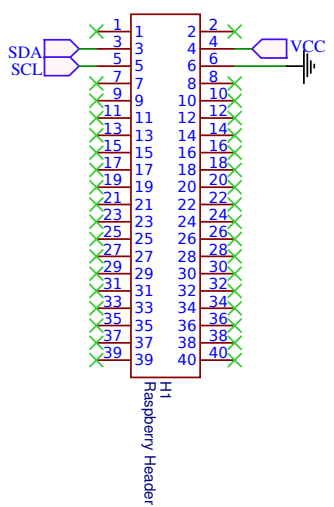 1 1 2 2
SDA 3 3 4 4 VCC
SCL 5 5 6 6
7 7 8 8
9 9 10 10
11 11 12 12
13 13 14 14
15 15 16 16
17 17 18 18
19 19 20 20
21 21 22 22
23 23 24 24
25 25 26 26
27 27 28 28
29 29 30 30
31 31 32 32
33 33 34 34
35 35 36 36
37 37 38 38
39 39 40 40
H1
Raspberry Header